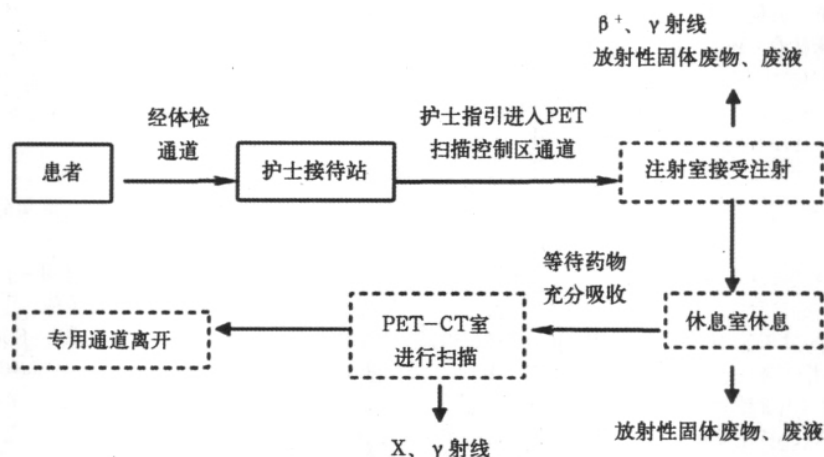 β⁺、γ射线
放射性固体废物、废液
经体检
通道
护士指引进入PET
扫描控制区通道
患者
护士接待站
注射室接受注射
等待药物
充分吸收
专用通道离开
PET-CT室
进行扫描
休息室休息
X、γ射线
放射性固体废物、废液